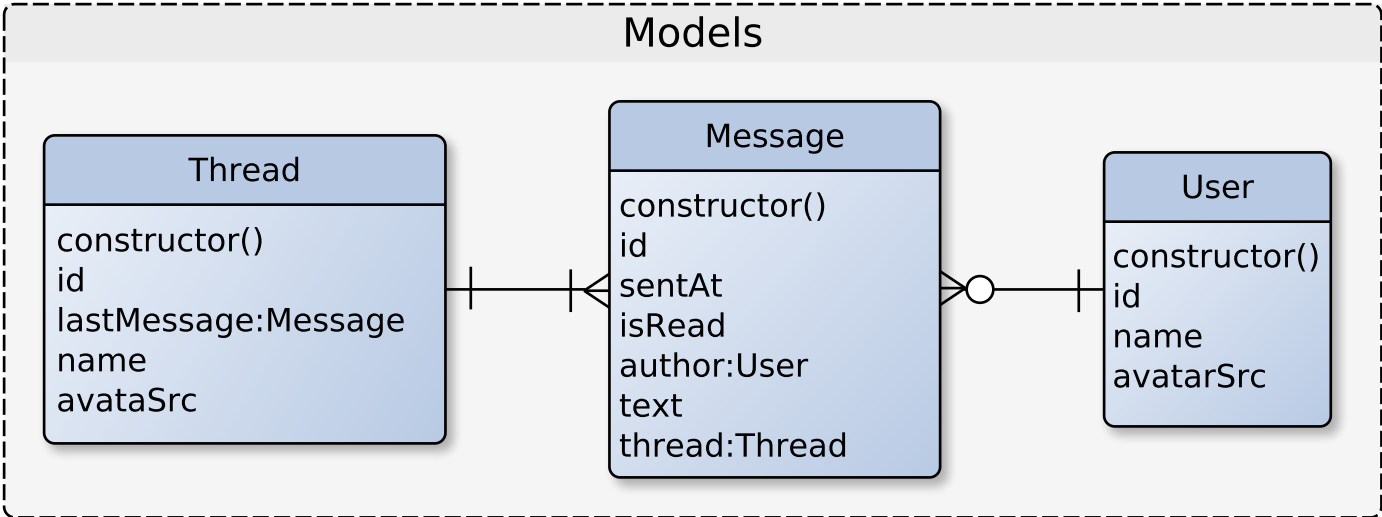 Models
Thread
constructor()
id
lastMessage:Message
name
avataSrc
Message
constructor()
id
sentAt
isRead
author:User
text
thread:Thread
User
constructor()
id
name
avatarSrc